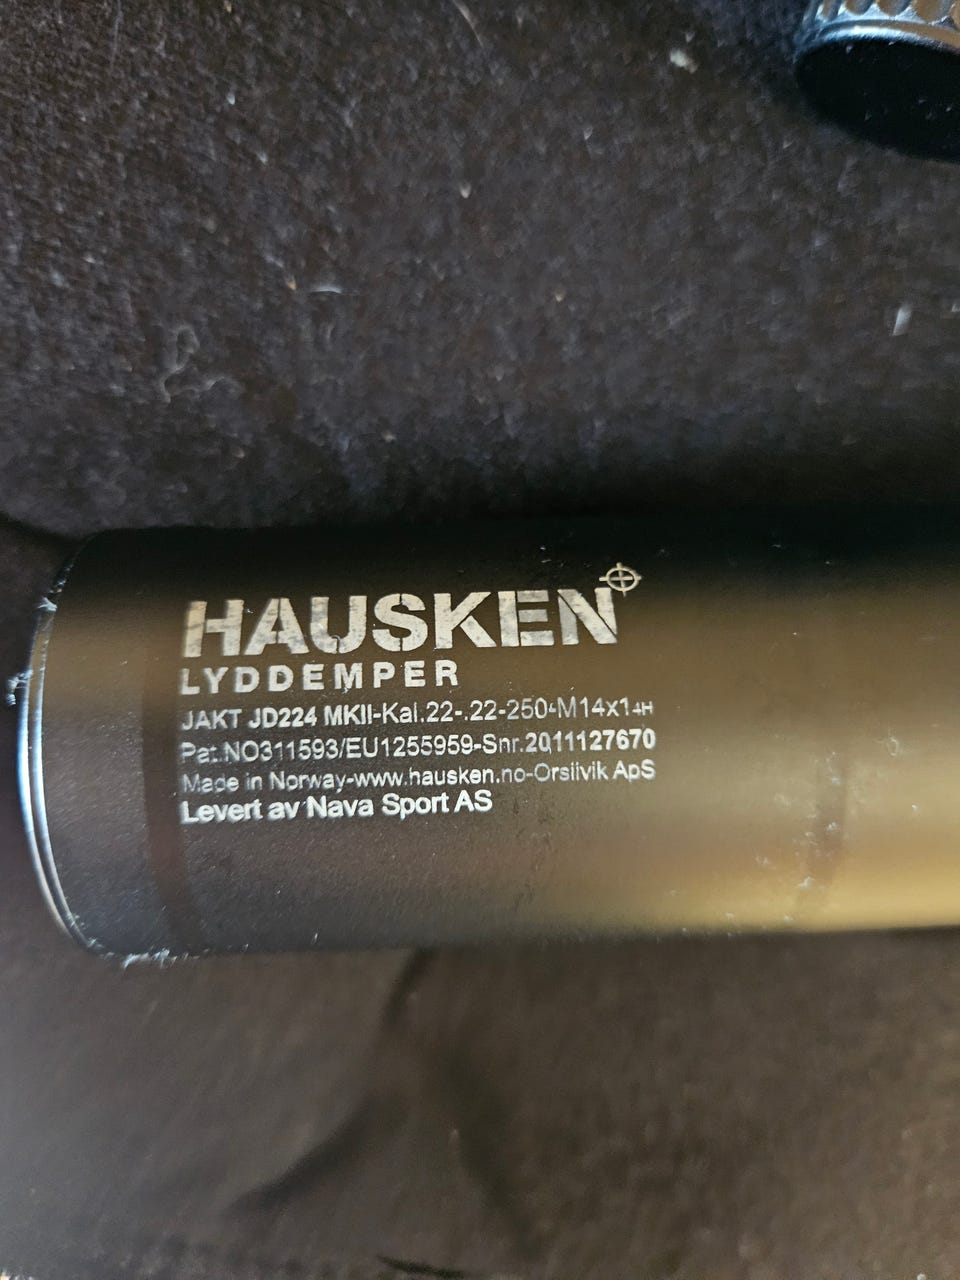 HAUSKEN
LYDDEMPER
JAKT JD224 MKII-Kal.22-.22-250-M14x1-H
Pat.NO311593/EU1255959-Snr.2011127670
Made in Norway-www.hausken.no-Orsiivik ApS
Levert av Nava Sport AS